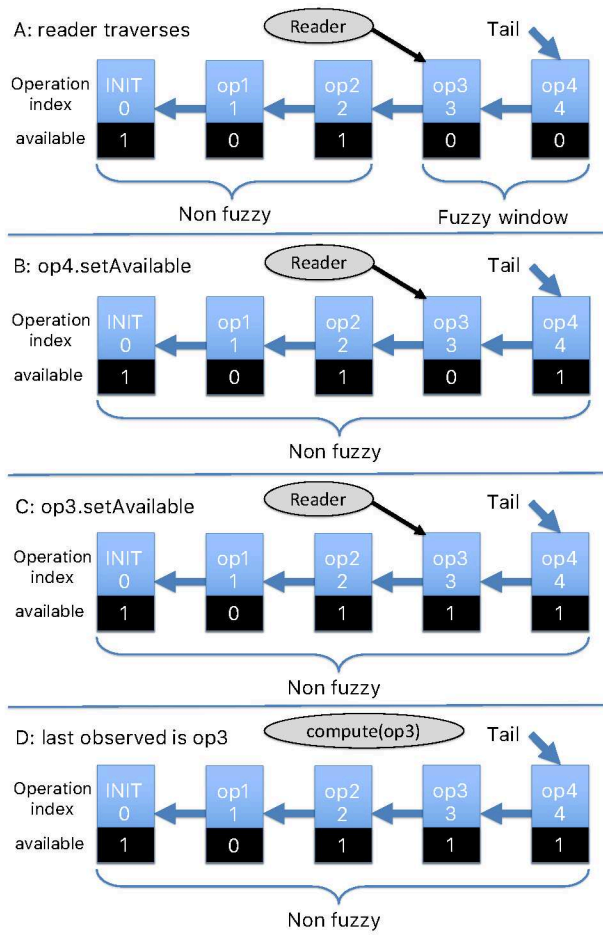 A: reader traverses
Reader
Tail
Operation index
INIT 0
op1 1
op2 2
op3 3
op4 4
available
1 0 1 0 0
Non fuzzy
Fuzzy window
B: op4.setAvailable
Reader
Tail
Operation index
INIT 0
op1 1
op2 2
op3 3
op4 4
available
1 0 1 0 1
Non fuzzy
C: op3.setAvailable
Reader
Tail
Operation index
INIT 0
op1 1
op2 2
op3 3
op4 4
available
1 0 1 1 1
Non fuzzy
D: last observed is op3
compute(op3)
Tail
Operation index
INIT 0
op1 1
op2 2
op3 3
op4 4
available
1 0 1 1 1
Non fuzzy